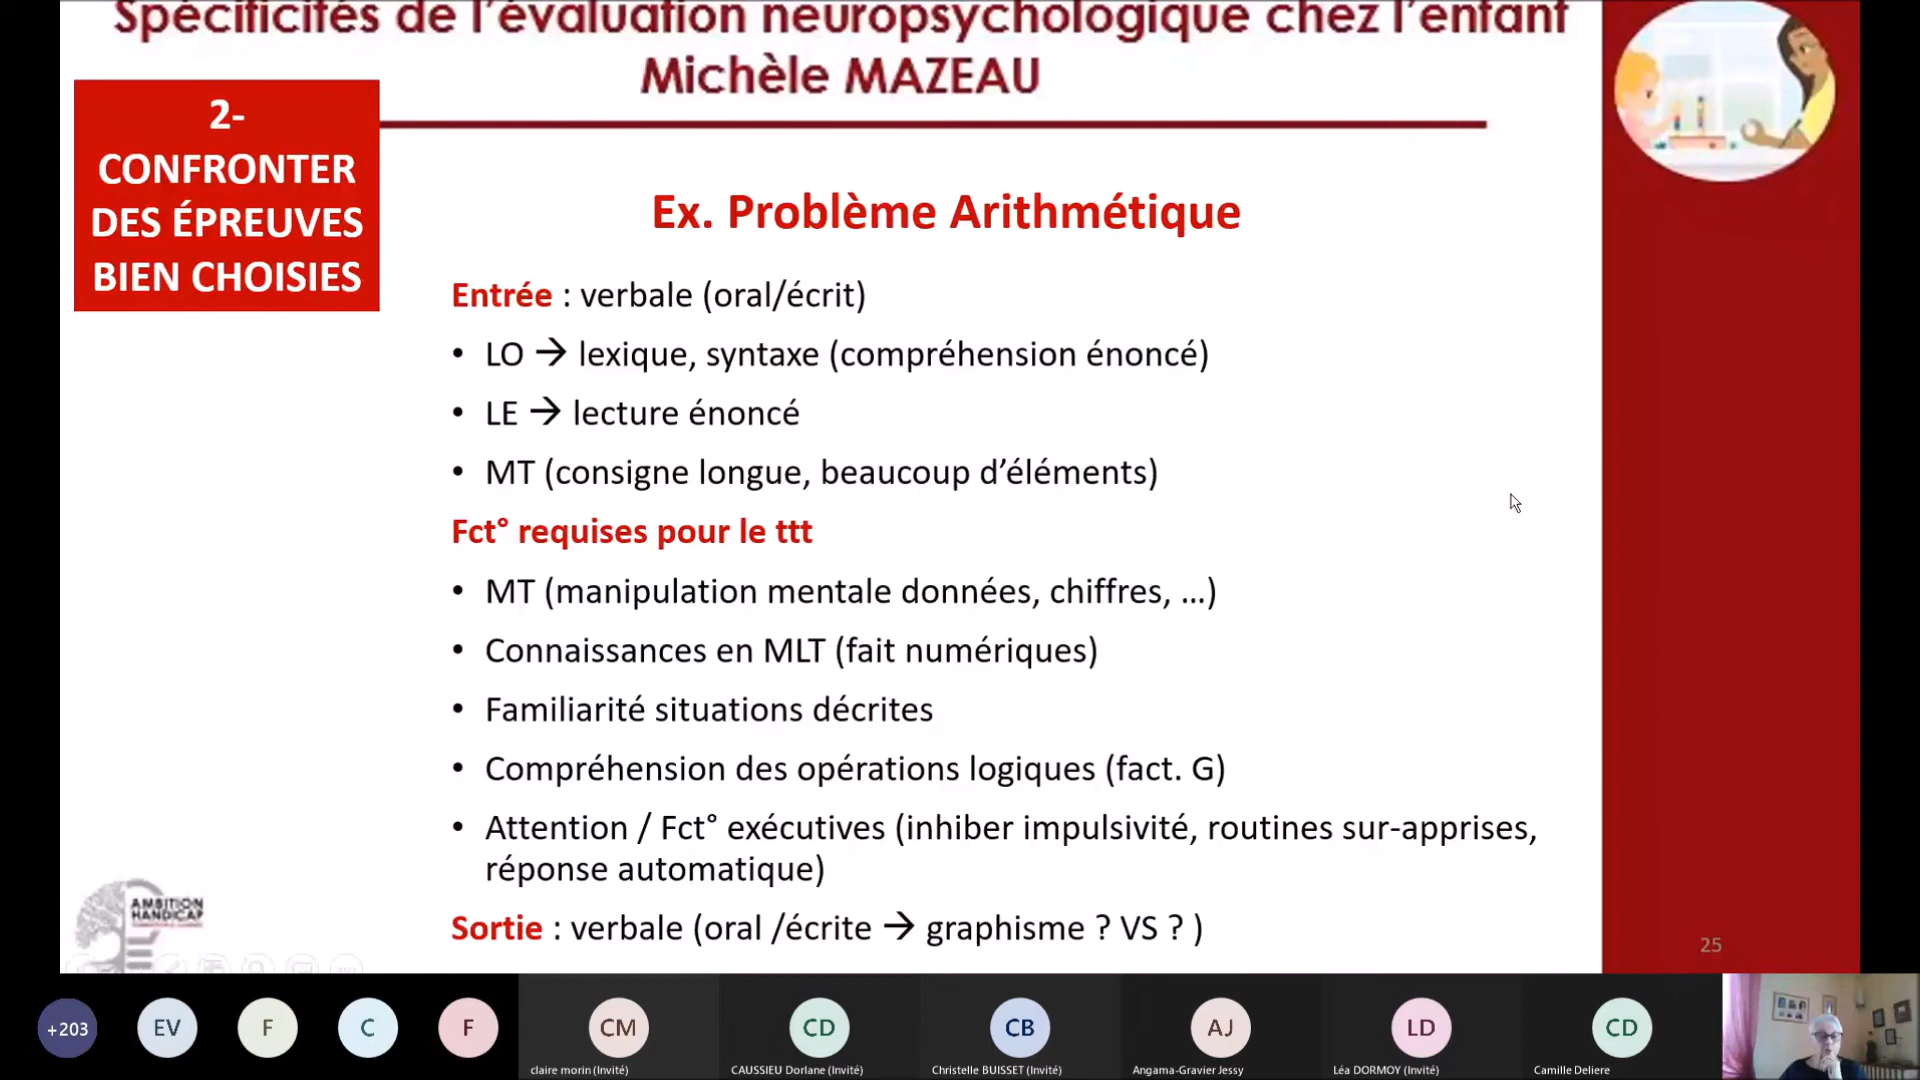 Spécificités de l'évaluation neuropsychologique chez l'enfant
Michèle MAZEAU
2-
CONFRONTER
DES ÉPREUVES
BIEN CHOISIES
Ex. Problème Arithmétique
Entrée : verbale (oral/écrit)
• LO → lexique, syntaxe (compréhension énoncé)
• LE → lecture énoncé
• MT (consigne longue, beaucoup d'éléments)
Fct° requises pour le ttt
• MT (manipulation mentale données, chiffres, ...)
• Connaissances en MLT (fait numériques)
• Familiarité situations décrites
• Compréhension des opérations logiques (fact. G)
• Attention / Fct° exécutives (inhiber impulsivité, routines sur-apprises,
réponse automatique)
Sortie : verbale (oral /écrite → graphisme ? VS ? )
AMBITION
HANDICAP
25
+203
EV
F
C
F
CM
CD
CB
AJ
LD
CD
claire morin (Invité)
CAUSSIEU Dorlane (Invité)
Christelle BUISSET (Invité)
Angama-Gravier Jessy
Léa DORMOY (Invité)
Camille Deliere